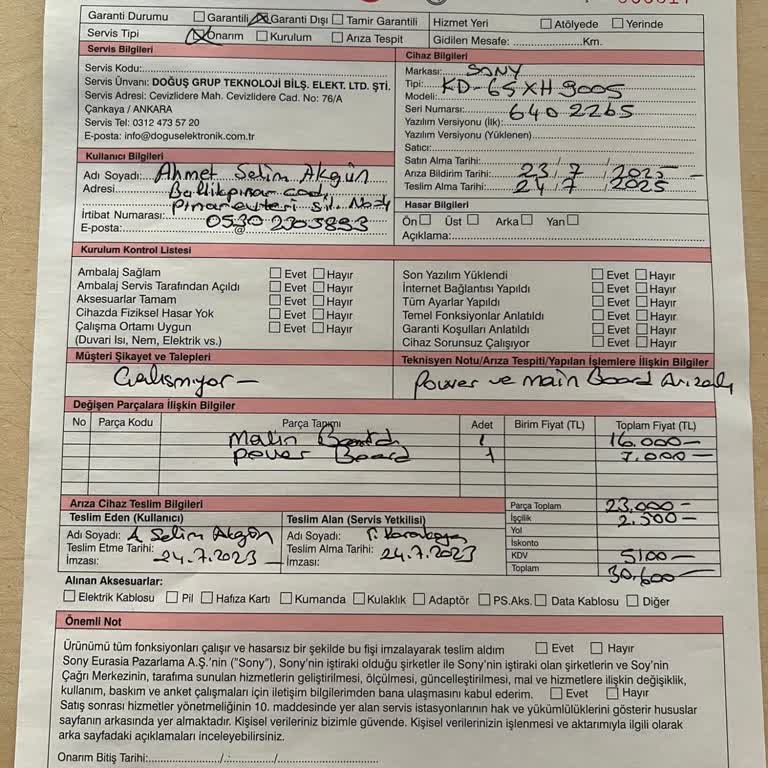 Garanti Durumu ☐ Garantili ☒ Garanti Dışı ☐ Tamir Garantili Hizmet Yeri ☐ Atölyede ☐ Yerinde
Servis Tipi ☒ Onarım ☐ Kurulum ☐ Arıza Tespit Gidilen Mesafe: Km.
Servis Bilgileri
Servis Kodu:
Servis Ünvanı: DOĞUŞ GRUP TEKNOLOJİ BİLŞ. ELEKT. LTD. ŞTİ.
Servis Adresi: Cevizlidere Mah. Cevizlidere Cad. No: 76/A
Çankaya / ANKARA
Servis Tel: 0312 473 57 20
E-posta: info@doguselektronik.com.tr
Cihaz Bilgileri
Markası: SONY
Tipi: KD-65XH9005
Modeli:
Seri Numarsı: 6402265
Yazılım Versiyonu (İlk):
Yazılım Versiyonu (Yüklenen)
Satıcı:
Satın Alma Tarihi: / /
Arıza Bildirim Tarihi: 23 / 7 / 2025
Teslim Alma Tarihi: 24 / 7 / 2025
Kullanıcı Bilgileri
Adı Soyadı: Ahmet Selim Akgün
Adresi: Balıkpınar cad.
Pınarevleri sit.
İrtibat Numarası: 0530 2305893
E-posta: @
Hasar Bilgileri
Ön ☐ Üst ☐ Arka ☐ Yan ☐
Açıklama:
Kurulum Kontrol Listesi
Ambalaj Sağlam ☐ Evet ☐ Hayır
Ambalaj Servis Tarafından Açıldı ☐ Evet ☐ Hayır
Aksesuarlar Tamam ☐ Evet ☐ Hayır
Cihazda Fiziksel Hasar Yok ☐ Evet ☐ Hayır
Çalışma Ortamı Uygun ☐ Evet ☐ Hayır
(Duvari Isı, Nem, Elektrik vs.)
Son Yazılım Yüklendi ☐ Evet ☐ Hayır
İnternet Bağlantısı Yapıldı ☐ Evet ☐ Hayır
Tüm Ayarlar Yapıldı ☐ Evet ☐ Hayır
Temel Fonksiyonlar Anlatıldı ☐ Evet ☐ Hayır
Garanti Koşulları Anlatıldı ☐ Evet ☐ Hayır
Cihaz Sorunsuz Çalışıyor ☐ Evet ☐ Hayır
Müşteri Şikayet ve Talepleri
Çalışmıyor
Teknisyen Notu/Arıza Tespiti/Yapılan İşlemlere İlişkin Bilgiler
Power ve main Board Arızalı
Değişen Parçalara İlişkin Bilgiler
No Parça Kodu Parça Tanımı Adet Birim Fiyat (TL) Toplam Fiyat (TL)
Main Board 1 16.000
Power Board 1 7.000
Arıza Cihaz Teslim Bilgileri
Teslim Eden (Kullanıcı)
Adı Soyadı: A. Selim Akgün
Teslim Etme Tarihi: 24.7.2023
İmzası:
Teslim Alan (Servis Yetkilisi)
Adı Soyadı:
Teslim Alma Tarihi: 24.7.2023
İmzası:
Parça Toplam 23.000
İşçilik 2.500
Yol
İskonto
KDV 5100
Toplam 30.600
Alınan Aksesuarlar:
☐ Elektrik Kablosu ☐ Pil ☐ Hafıza Kartı ☐ Kumanda ☐ Kulaklık ☐ Adaptör ☐ PS.Aks. ☐ Data Kablosu ☐ Diğer
Önemli Not
Ürünümü tüm fonksiyonları çalışır ve hasarsız bir şekilde bu fişi imzalayarak teslim aldım ☐ Evet ☐ Hayır
Sony Eurasia Pazarlama A.Ş.'nin ("Sony"), Sony'nin iştiraki olduğu şirketler ile Sony'nin iştiraki olan şirketlerin ve Soy'nin
Çağrı Merkezinin, tarafıma sunulan hizmetlerin geliştirilmesi, ölçülmesi, güncelleştirilmesi, mal ve hizmetlere ilişkin değişiklik,
kullanım, baskım ve anket çalışmaları için iletişim bilgilerimden bana ulaşmasını kabul ederim. ☐ Evet ☐ Hayır
Satış sonrası hizmetler yönetmeliğinin 10. maddesinde yer alan servis istasyonlarının hak ve yükümlülüklerini gösterir hususlar
sayfanın arkasında yer almaktadır. Kişisel verileriniz bizimle güvende. Kişisel verilerinizin işlenmesi ve aktarımıyla ilgili olarak
arka sayfadaki açıklamaları inceleyebilirsiniz.
Onarım Bitiş Tarihi: / /